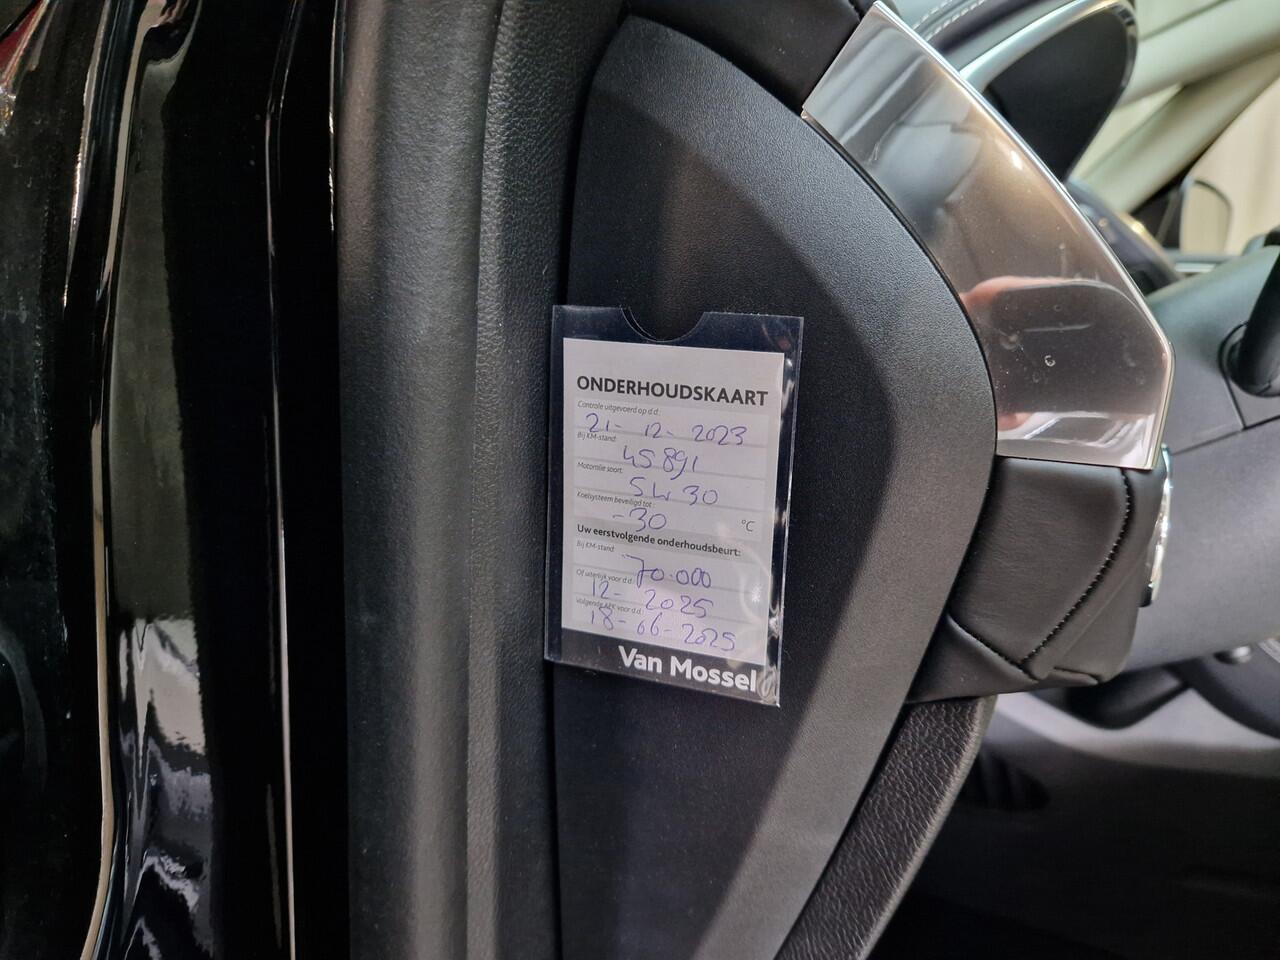 ONDERHOUDSKAART
Controle uitgevoerd op d.d.:
21- 12- 2023
Bij KM-stand:
45891
Motorolie soort:
5W30
Koelsysteem beveiligd tot:
-30 °C
Uw eerstvolgende onderhoudsbeurt:
Bij KM-stand:
70.000
Of uiterlijk voor d.d.:
12- 2025
Volgende APK voor d.d.:
18-06-2025
Van Mossel